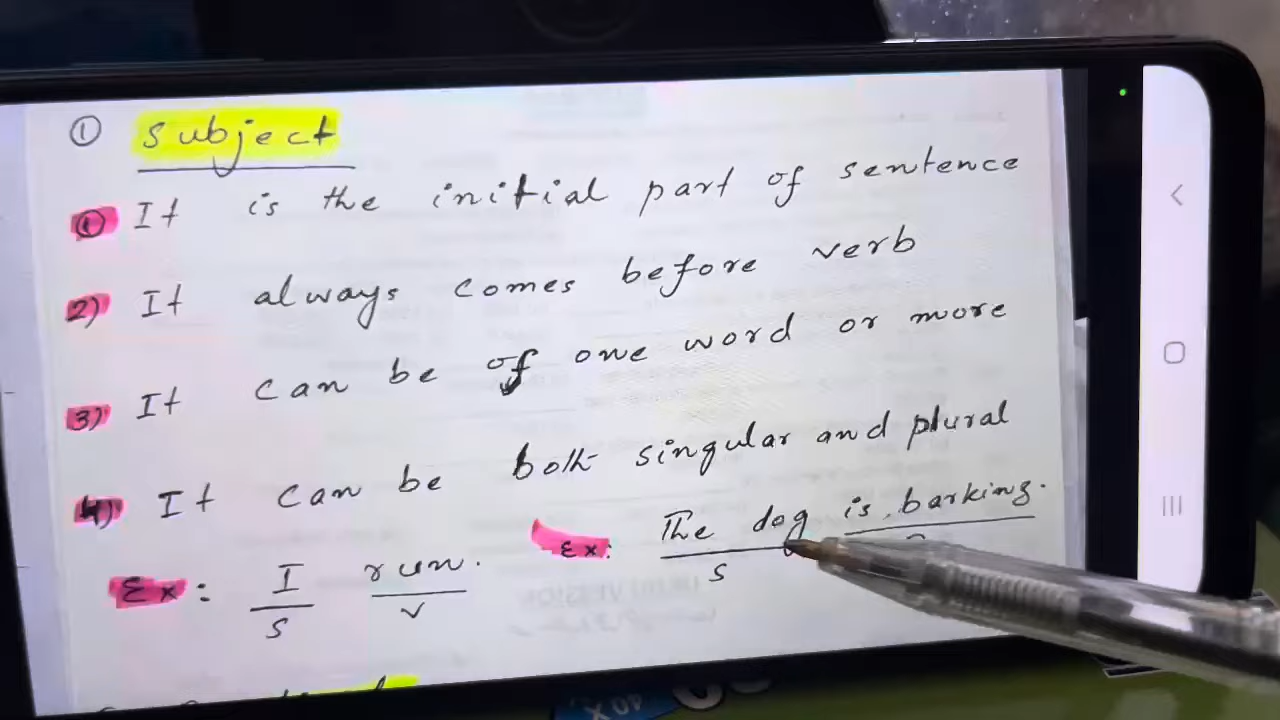 ① subject
① It is the initial part of sentence
2) It always comes before verb
3) It can be of one word or more
4) It can be both singular and plural
Ex: I run. Ex: The dog is barking.
S V S